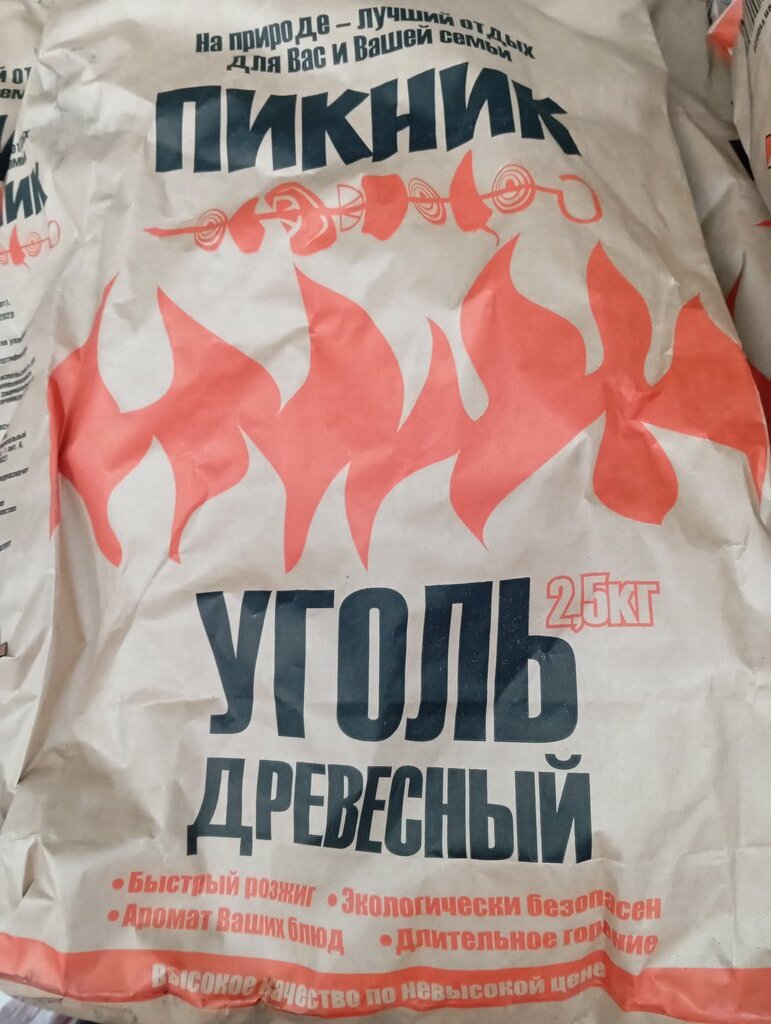 На природе – лучший отдых
для Вас и Вашей семьи
ПИКНИК
УГОЛЬ
2,5кг
ДРЕВЕСНЫЙ
•Быстрый розжиг •Экологически безопасен
•Аромат Ваших блюд •Длительное горение
Высокое качество по невысокой цене